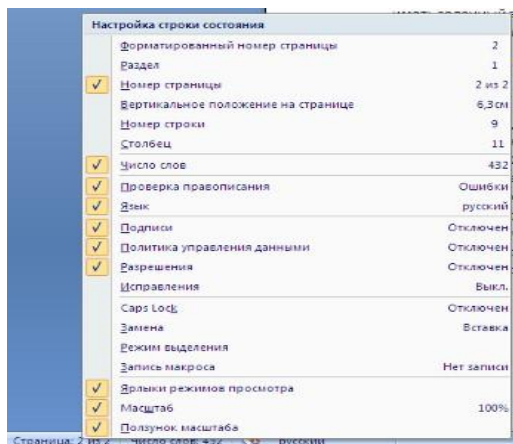 Настройка строки состояния
Форматированный номер страницы 2
Раздел 1
Номер страницы 2 из 2
Вертикальное положение на странице 6,3см
Номер строки 9
Столбец 11
Число слов 432
Проверка правописания Ошибки
Язык русский
Подписи Отключен
Политика управления данными Отключен
Разрешения Отключен
Исправления Выкл.
Caps Lock Отключен
Замена Вставка
Режим выделения
Запись макроса Нет записи
Ярлыки режимов просмотра
Масштаб 100%
Ползунок масштаба
Страница: 2 из 2 Число слов: 432 русский